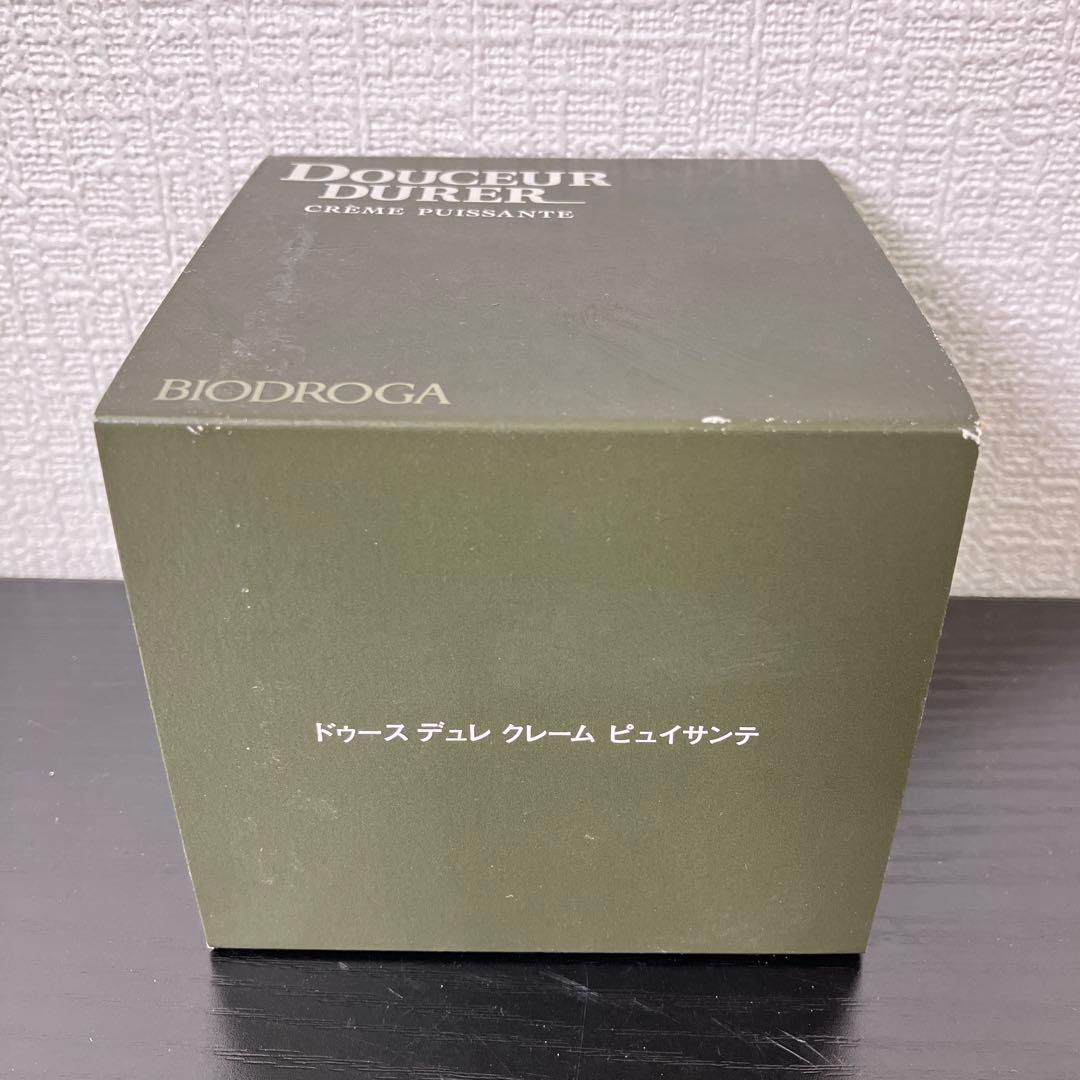 DOUCEUR
DURER
CRÈME PUISSANTE
BIODROGA
ドゥース デュレ クレーム ピュイサンテ